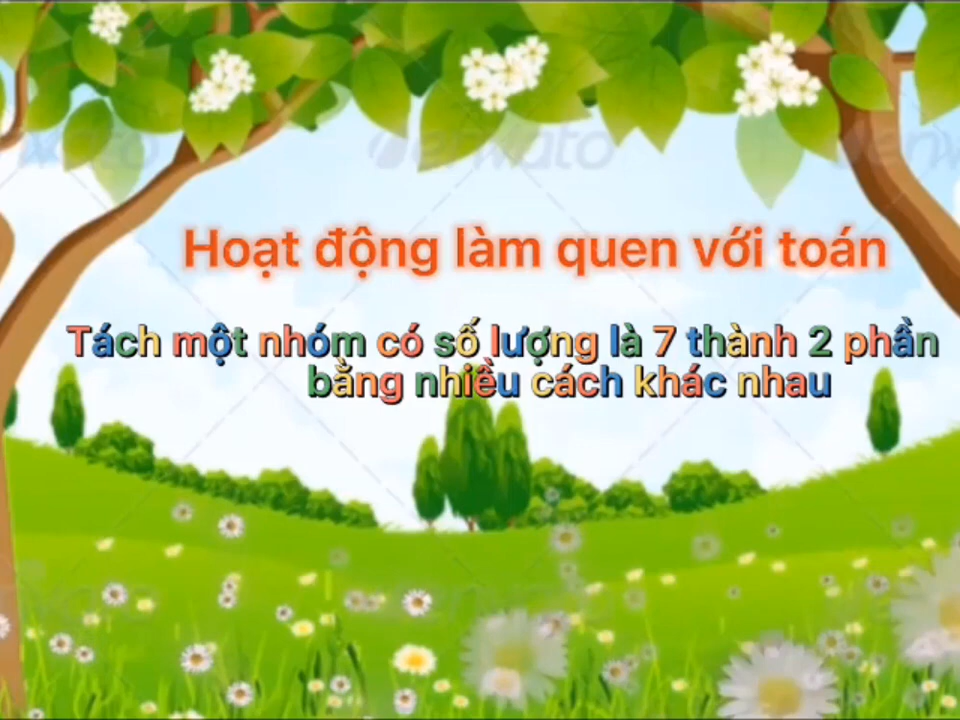 Hoạt động làm quen với toán
Tách một nhóm có số lượng là 7 thành 2 phần
bằng nhiều cách khác nhau
envato